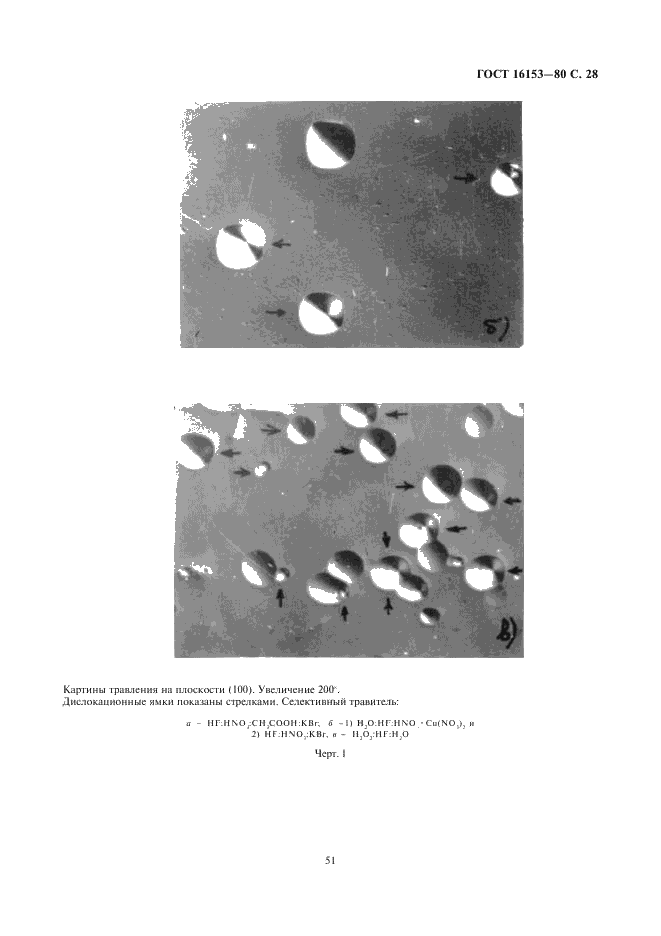 ГОСТ 16153—80 С. 28
б)
в)
Картины травления на плоскости (100). Увеличение 200ˣ.
Дислокационные ямки показаны стрелками. Селективный травитель:
а – HF:HNO₃:CH₃COOH:KBr, б –1) H₂O:HF:HNO₃·Cu(NO₃)₂ и
2) HF:HNO₃:KBr, в – H₂O₂:HF:H₂O
Черт. 1
51